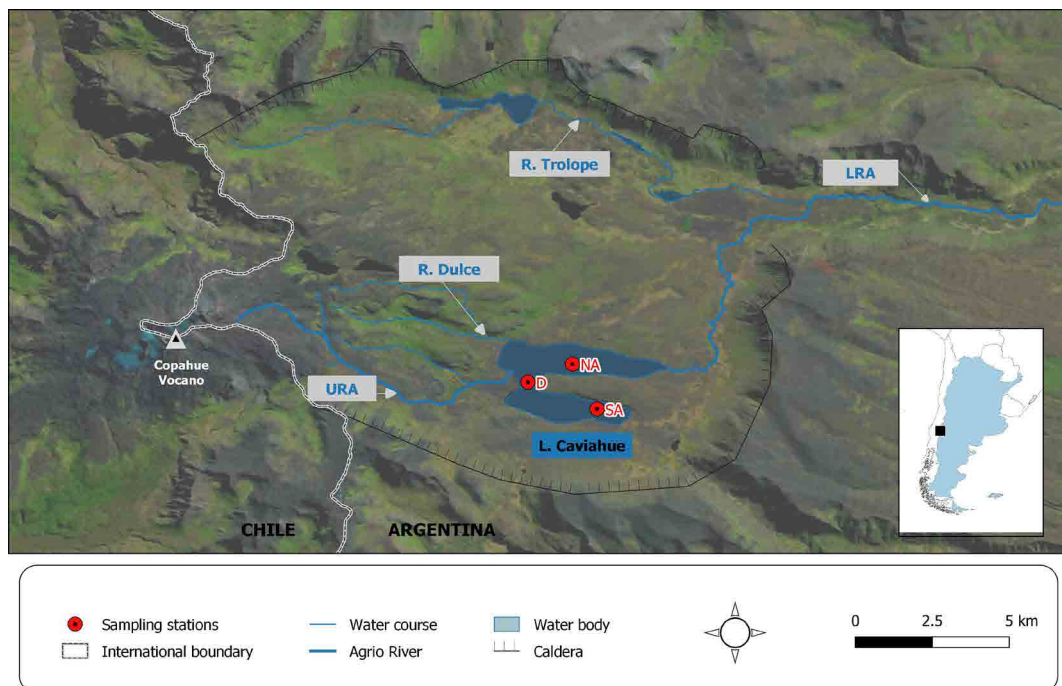 R. Trolope
LRA
R. Dulce
Copahue
Vocano
NA
D
URA
SA
L. Caviahue
CHILE
ARGENTINA
Sampling stations
Water course
Water body
0
2.5
5 km
International boundary
Agrio River
Caldera